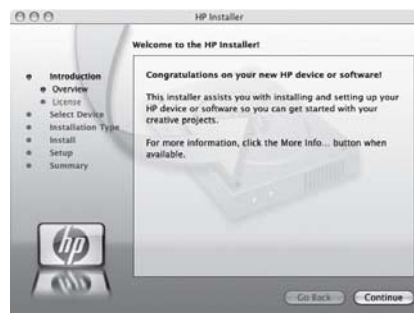 HP Installer
Welcome to the HP Installer!
Introduction
Overview
License
Select Device
Installation Type
Install
Setup
Summary
Congratulations on your new HP device or software!
This installer assists you with installing and setting up your
HP device or software so you can get started with your
creative projects.
For more information, click the More Info... button when
available.
hp
Go Back
Continue